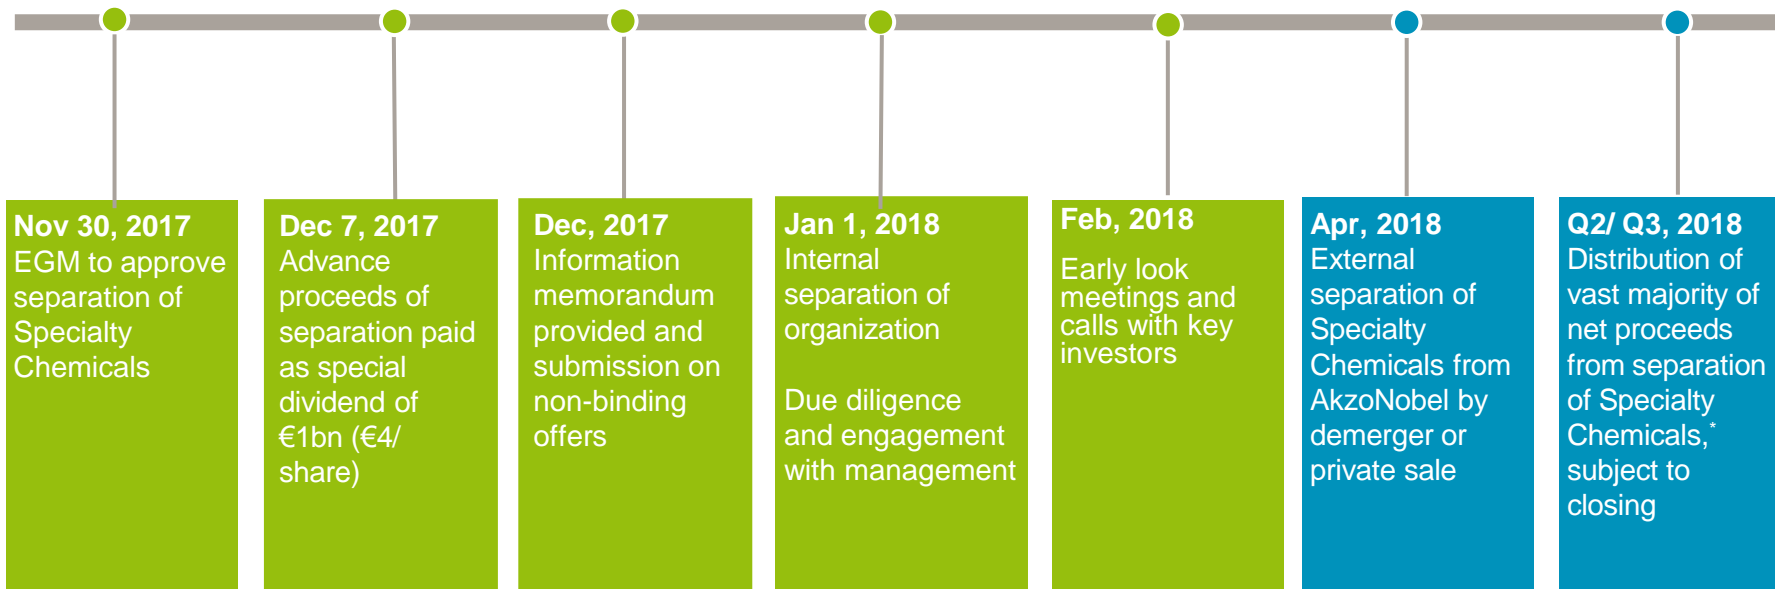 Nov 30, 2017
EGM to approve
separation of
Specialty
Chemicals
Dec 7, 2017
Advance
proceeds of
separation paid
as special
dividend of
€1bn (€4/
share)
Dec, 2017
Information
memorandum
provided and
submission on
non-binding
offers
Jan 1, 2018
Internal
separation of
organization
Due diligence
and engagement
with management
Feb, 2018
Early look
meetings and
calls with key
investors
Apr, 2018
External
separation of
Specialty
Chemicals from
AkzoNobel by
demerger or
private sale
Q2/ Q3, 2018
Distribution of
vast majority of
net proceeds
from separation
of Specialty
Chemicals,*
subject to
closing